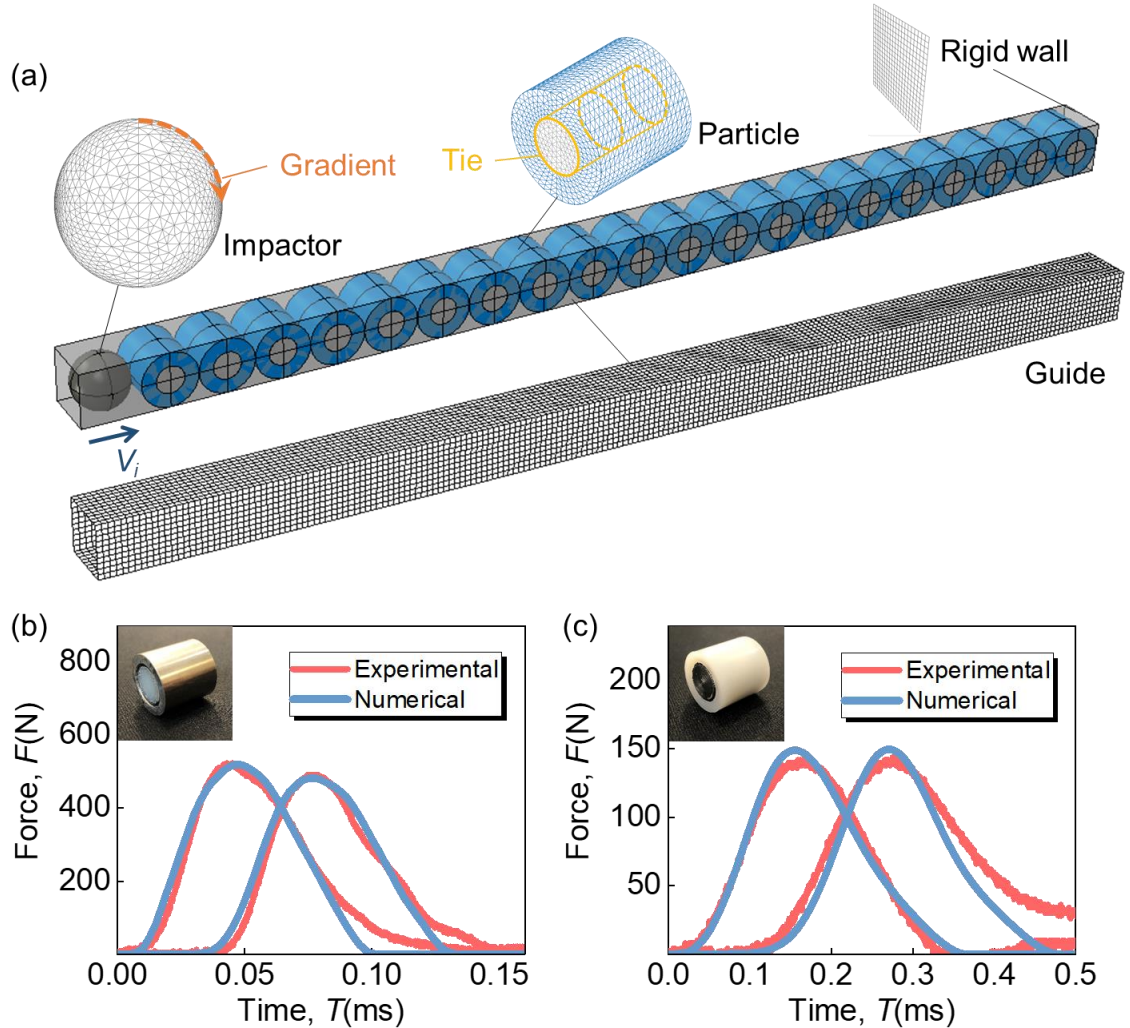 (a)
Rigid wall
Particle
Tie
Gradient
Impactor
Guide
V_i
(b)
800
600
400
200
Force, F(N)
Experimental
Numerical
0.00
0.05
0.10
0.15
Time, T(ms)
(c)
200
150
100
50
Force, F(N)
Experimental
Numerical
0.0
0.1
0.2
0.3
0.4
0.5
Time, T(ms)